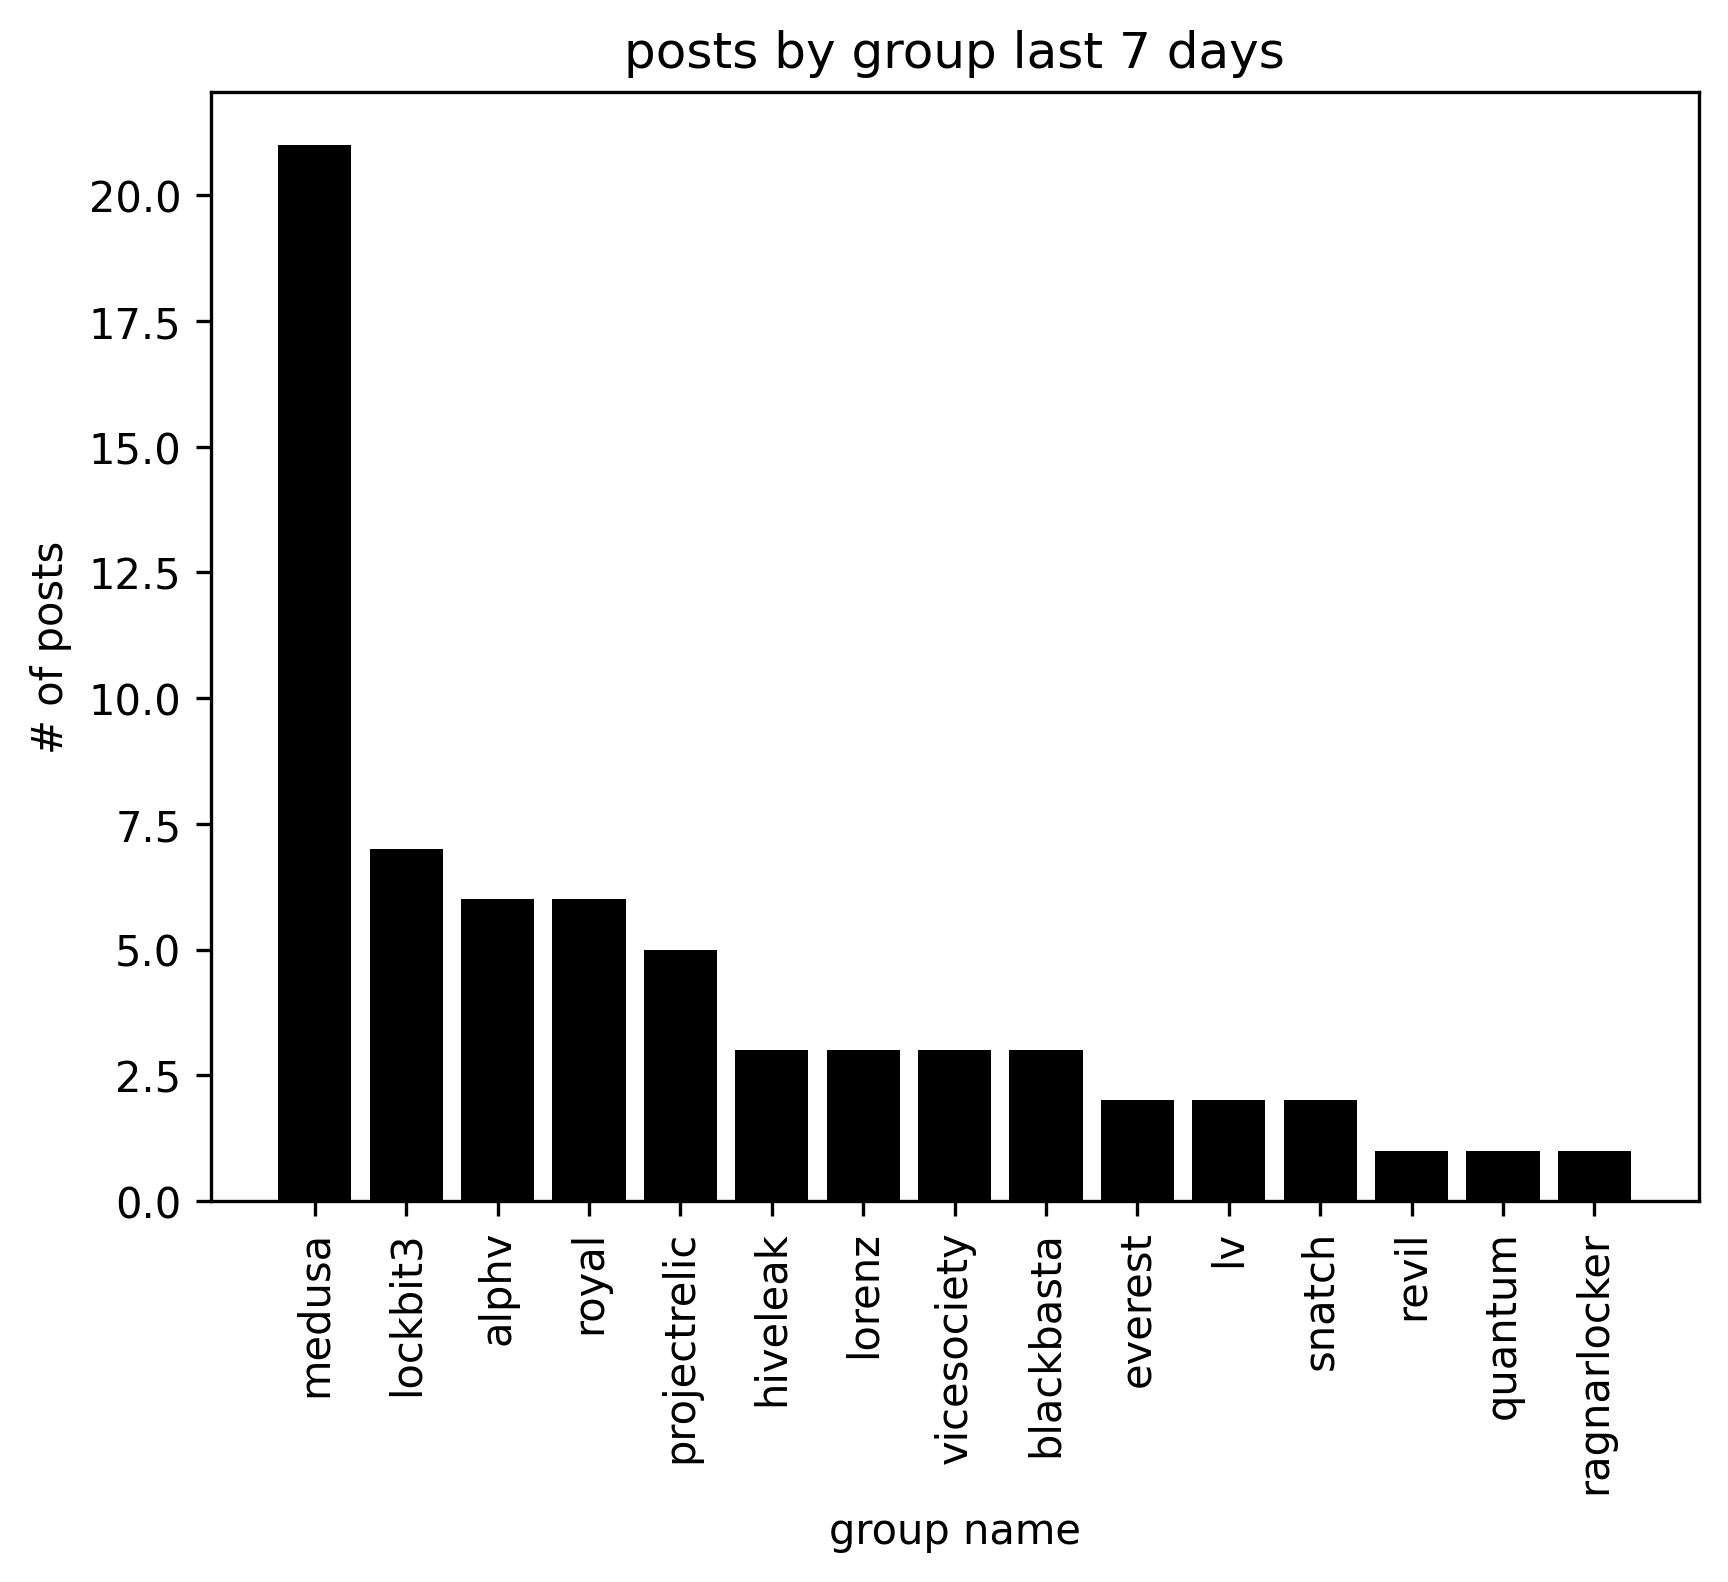 posts by group last 7 days
# of posts
20.0
17.5
15.0
12.5
10.0
7.5
5.0
2.5
0.0
medusa
lockbit3
alphv
royal
projectrelic
hiveleak
lorenz
vicesociety
blackbasta
everest
lv
snatch
revil
quantum
ragnarlocker
group name